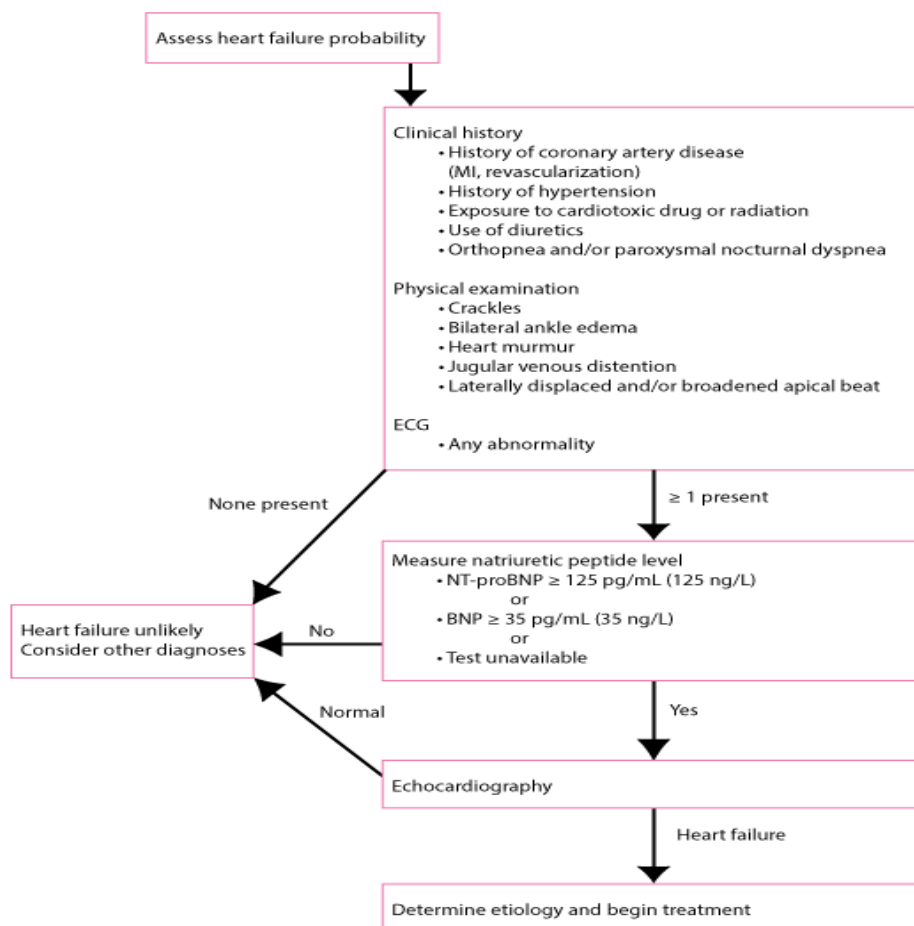 Assess heart failure probability
Clinical history
• History of coronary artery disease
(MI, revascularization)
• History of hypertension
• Exposure to cardiotoxic drug or radiation
• Use of diuretics
• Orthopnea and/or paroxysmal nocturnal dyspnea
Physical examination
• Crackles
• Bilateral ankle edema
• Heart murmur
• Jugular venous distention
• Laterally displaced and/or broadened apical beat
ECG
• Any abnormality
None present
≥ 1 present
Measure natriuretic peptide level
• NT-proBNP ≥ 125 pg/mL (125 ng/L)
or
• BNP ≥ 35 pg/mL (35 ng/L)
or
• Test unavailable
No
Heart failure unlikely
Consider other diagnoses
Yes
Normal
Echocardiography
Heart failure
Determine etiology and begin treatment